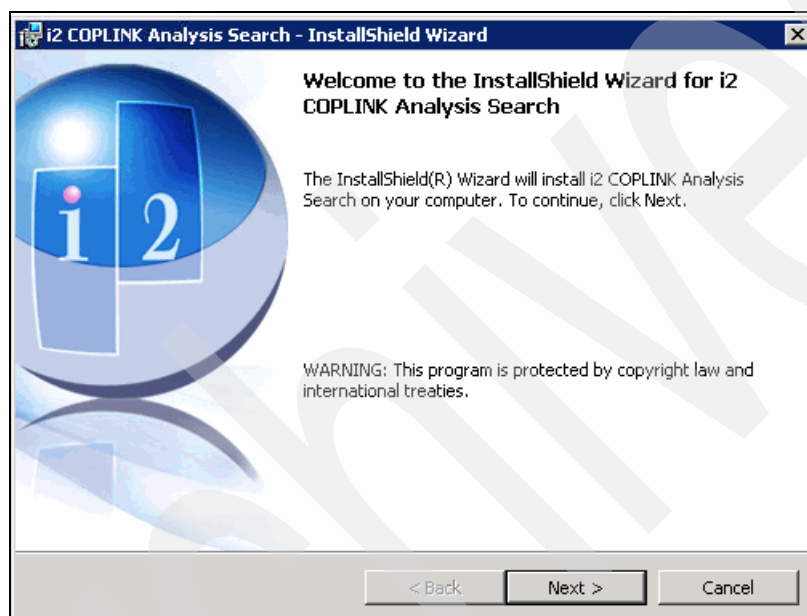 i2 COPLINK Analysis Search - InstallShield Wizard
Welcome to the InstallShield Wizard for i2
COPLINK Analysis Search
The InstallShield(R) Wizard will install i2 COPLINK Analysis
Search on your computer. To continue, click Next.
i2
WARNING: This program is protected by copyright law and
international treaties.
< Back
Next >
Cancel